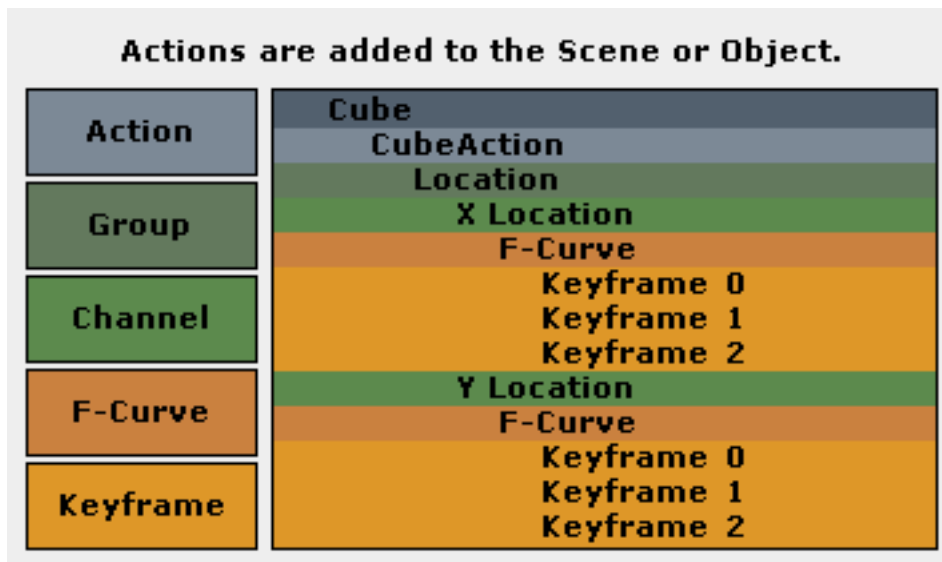 Actions are added to the Scene or Object.
Action
Group
Channel
F-Curve
Keyframe
Cube
CubeAction
Location
X Location
F-Curve
Keyframe 0
Keyframe 1
Keyframe 2
Y Location
F-Curve
Keyframe 0
Keyframe 1
Keyframe 2